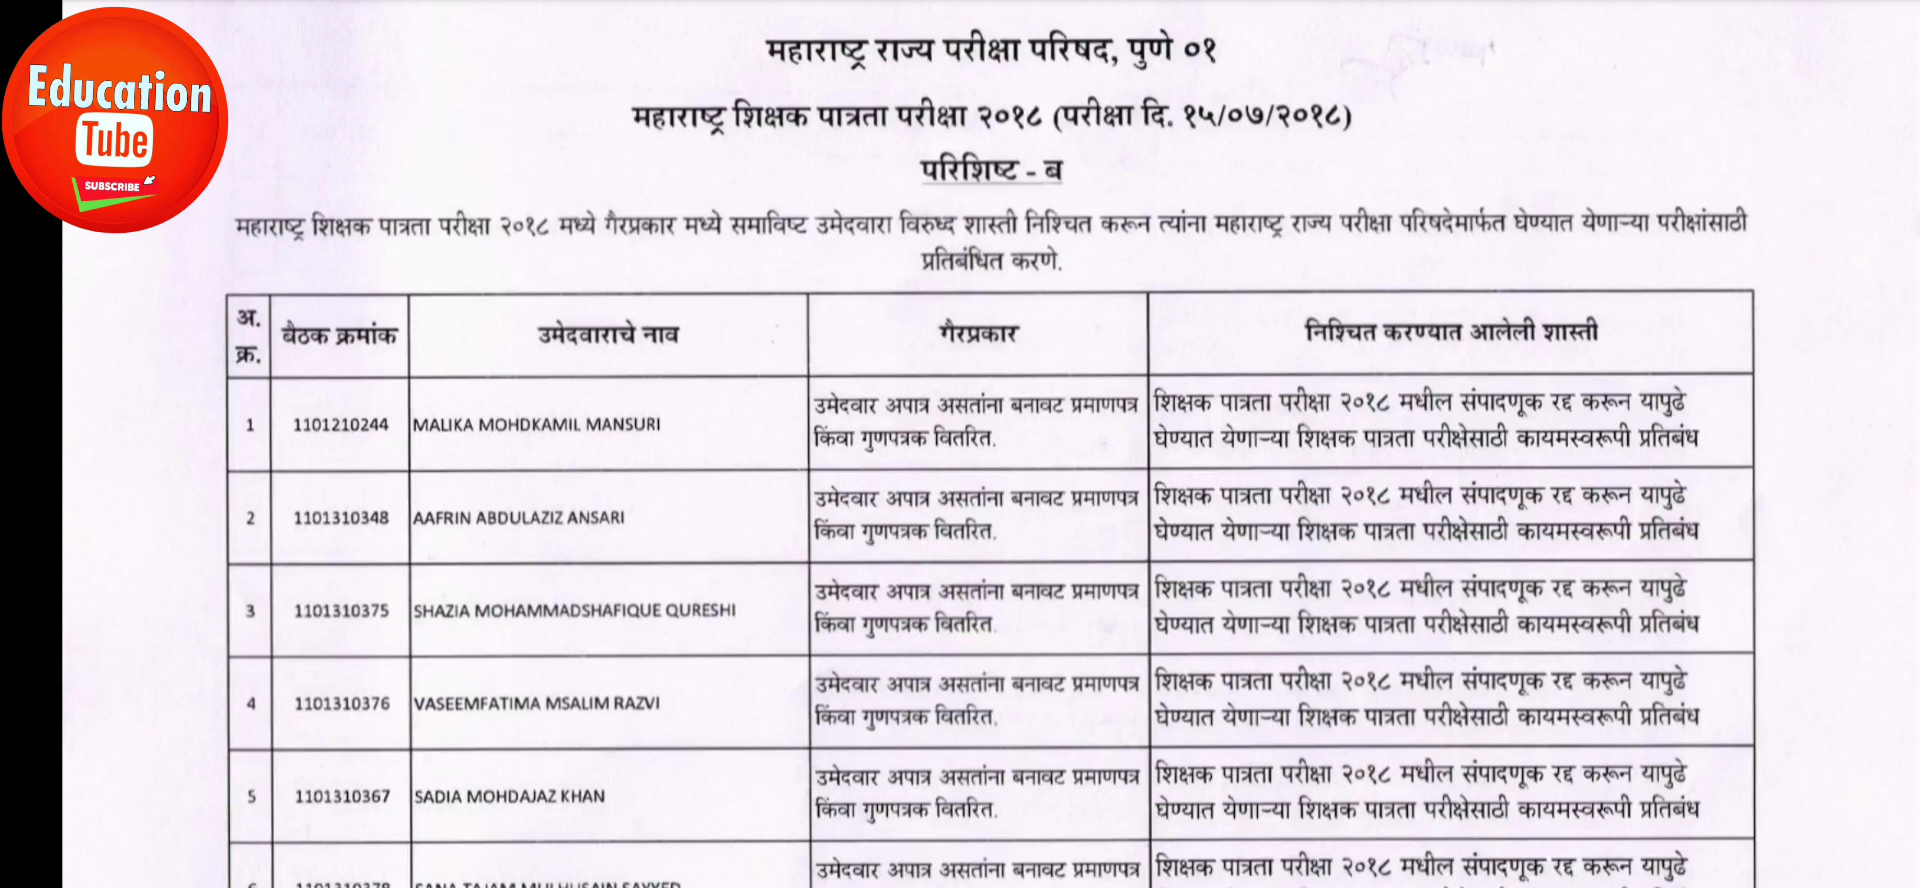 Education
Tube
SUBSCRIBE
महाराष्ट्र राज्य परीक्षा परिषद, पुणे ०१
महाराष्ट्र शिक्षक पात्रता परीक्षा २०१८ (परीक्षा दि. १५/०७/२०१८)
परिशिष्ट - ब
महाराष्ट्र शिक्षक पात्रता परीक्षा २०१८ मध्ये गैरप्रकार मध्ये समाविष्ट उमेदवारा विरुध्द शास्ती निश्चित करून त्यांना महाराष्ट्र राज्य परीक्षा परिषदेमार्फत घेण्यात येणाऱ्या परीक्षांसाठी
प्रतिबंधित करणे.
अ. क्र. बैठक क्रमांक उमेदवाराचे नाव गैरप्रकार निश्चित करण्यात आलेली शास्ती
1 1101210244 MALIKA MOHDKAMIL MANSURI उमेदवार अपात्र असतांना बनावट प्रमाणपत्र शिक्षक पात्रता परीक्षा २०१८ मधील संपादणूक रद्द करून यापुढे
किंवा गुणपत्रक वितरित. घेण्यात येणाऱ्या शिक्षक पात्रता परीक्षेसाठी कायमस्वरूपी प्रतिबंध
2 1101310348 AAFRIN ABDULAZIZ ANSARI उमेदवार अपात्र असतांना बनावट प्रमाणपत्र शिक्षक पात्रता परीक्षा २०१८ मधील संपादणूक रद्द करून यापुढे
किंवा गुणपत्रक वितरित. घेण्यात येणाऱ्या शिक्षक पात्रता परीक्षेसाठी कायमस्वरूपी प्रतिबंध
3 1101310375 SHAZIA MOHAMMADSHAFIQUE QURESHI उमेदवार अपात्र असतांना बनावट प्रमाणपत्र शिक्षक पात्रता परीक्षा २०१८ मधील संपादणूक रद्द करून यापुढे
किंवा गुणपत्रक वितरित. घेण्यात येणाऱ्या शिक्षक पात्रता परीक्षेसाठी कायमस्वरूपी प्रतिबंध
4 1101310376 VASEEMFATIMA MSALIM RAZVI उमेदवार अपात्र असतांना बनावट प्रमाणपत्र शिक्षक पात्रता परीक्षा २०१८ मधील संपादणूक रद्द करून यापुढे
किंवा गुणपत्रक वितरित. घेण्यात येणाऱ्या शिक्षक पात्रता परीक्षेसाठी कायमस्वरूपी प्रतिबंध
5 1101310367 SADIA MOHDAJAZ KHAN उमेदवार अपात्र असतांना बनावट प्रमाणपत्र शिक्षक पात्रता परीक्षा २०१८ मधील संपादणूक रद्द करून यापुढे
किंवा गुणपत्रक वितरित. घेण्यात येणाऱ्या शिक्षक पात्रता परीक्षेसाठी कायमस्वरूपी प्रतिबंध
उमेदवार अपात्र असतांना बनावट प्रमाणपत्र शिक्षक पात्रता परीक्षा २०१८ मधील संपादणूक रद्द करून यापुढे